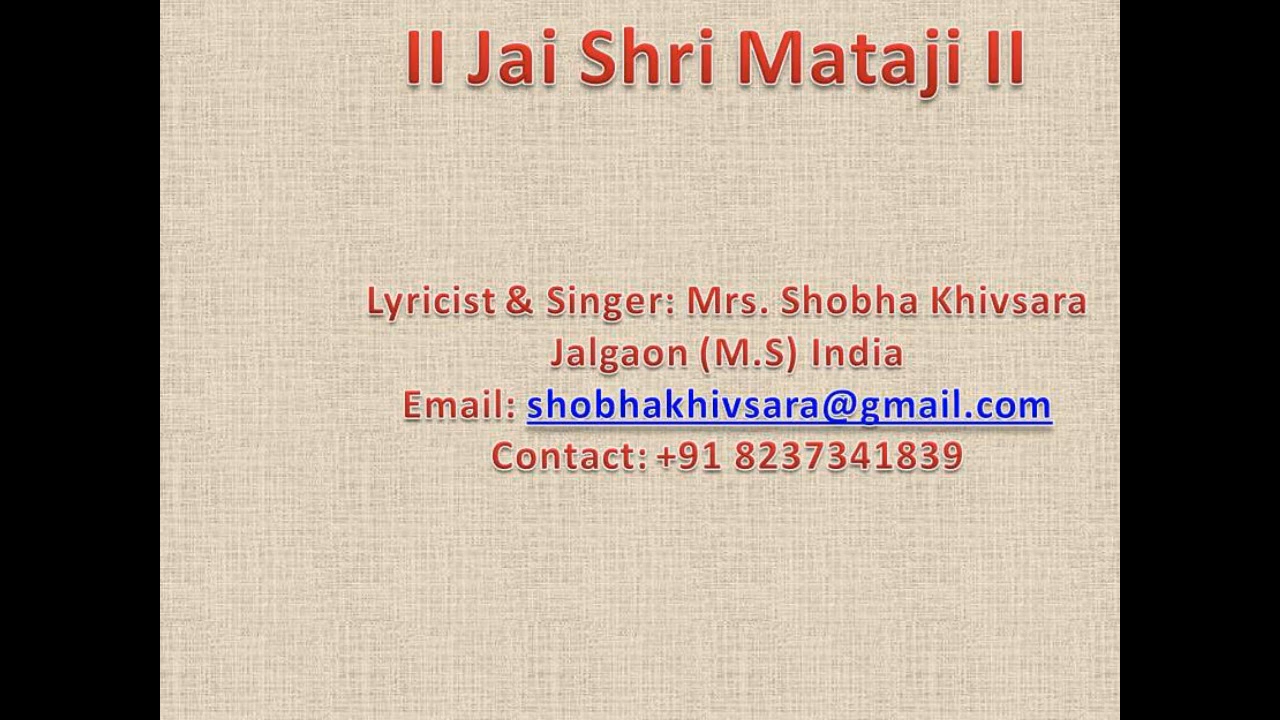 II Jai Shri Mataji II
Lyricist & Singer: Mrs. Shobha Khivsara
Jalgaon (M.S) India
Email: shobhakhivsara@gmail.com
Contact: +91 8237341839